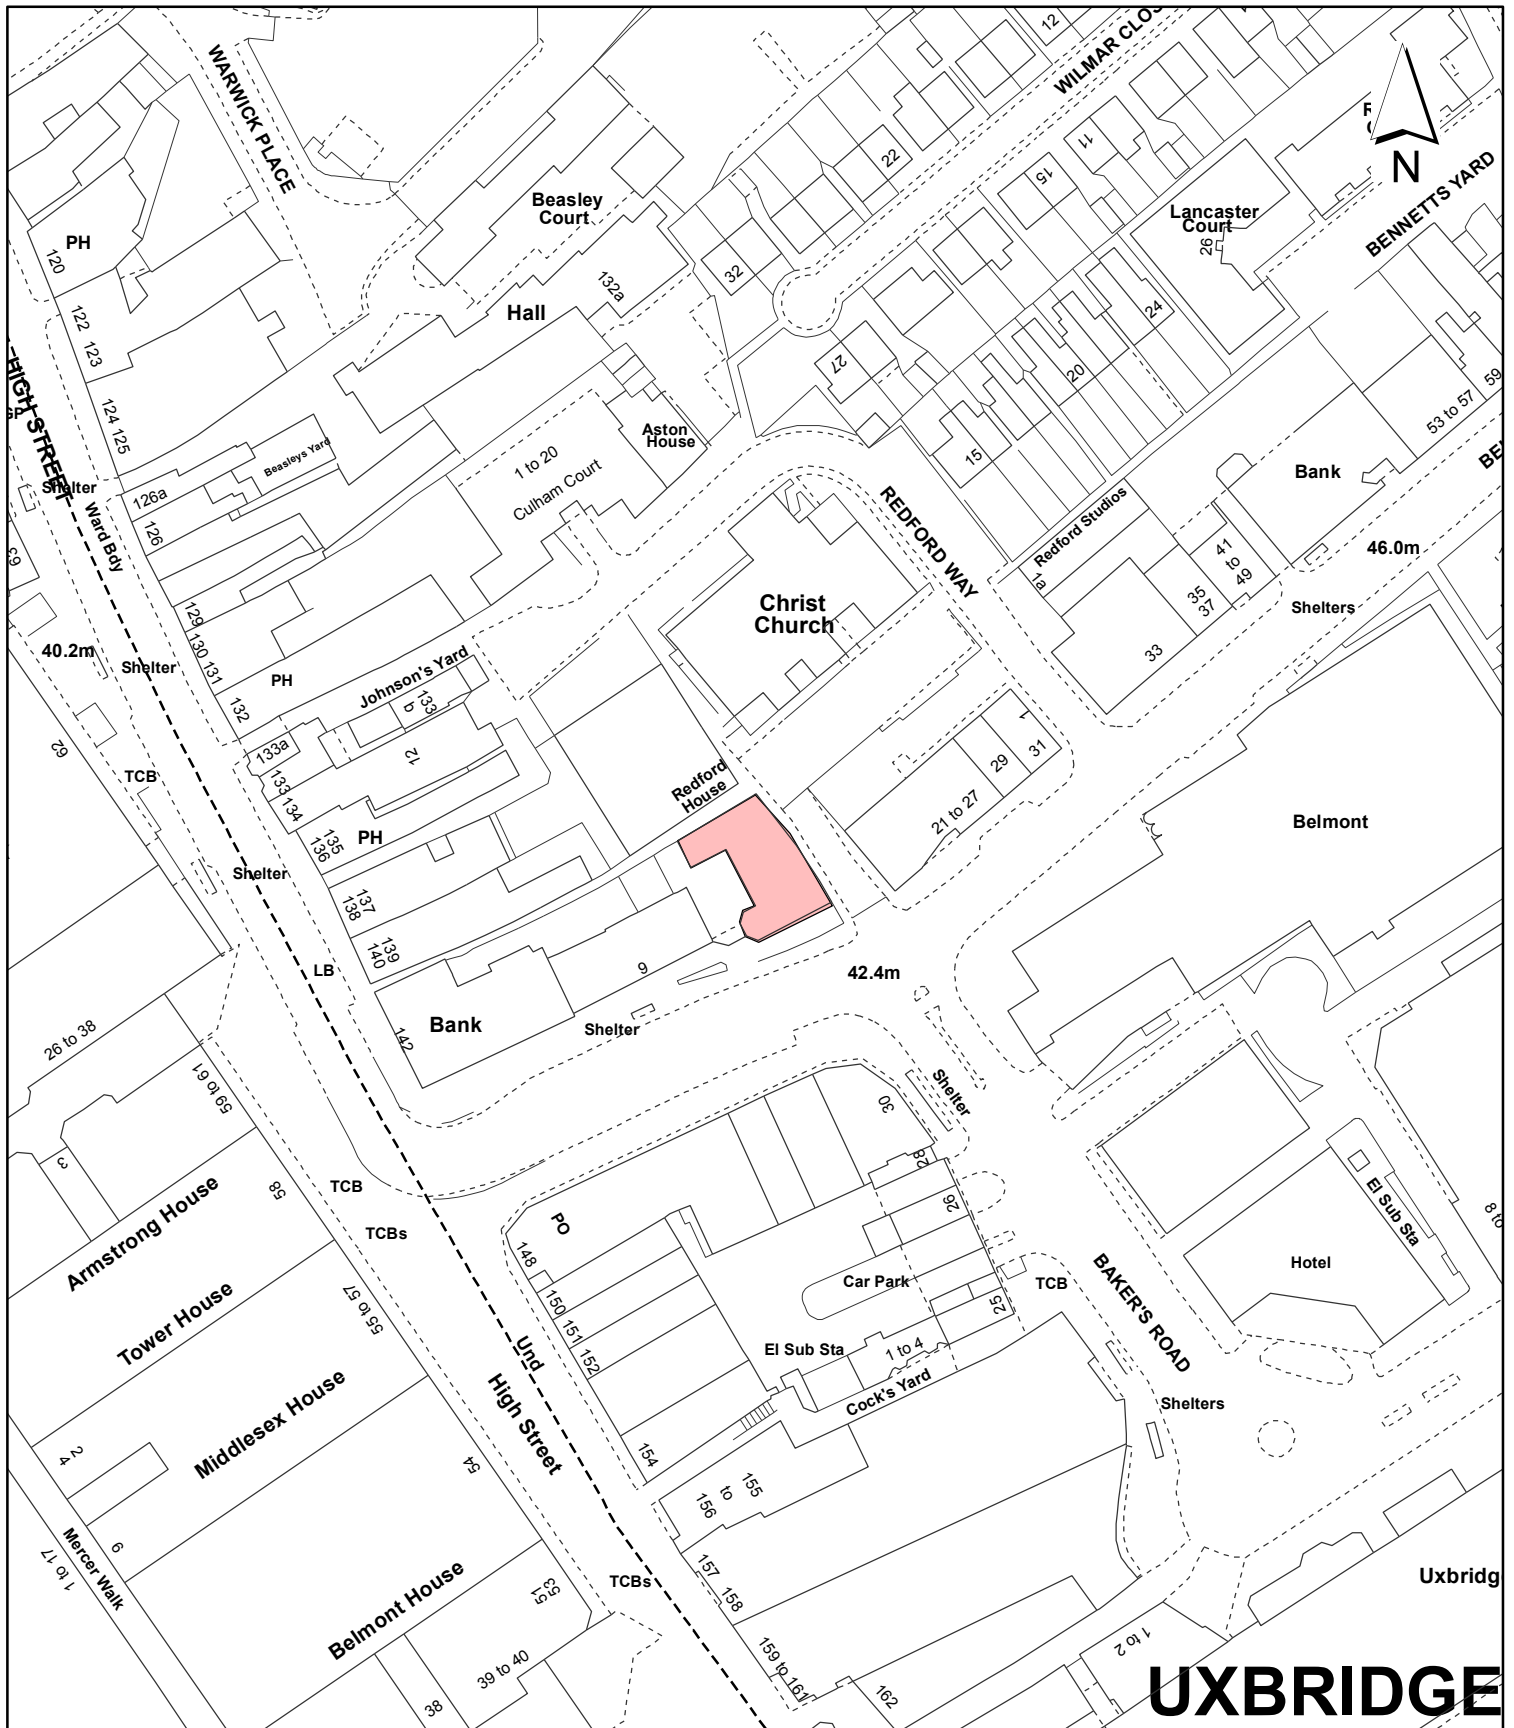 12
WILMAR CLOS
WARWICK PLACE
11
22
15
N
BENNETTS YARD
Beasley
Court
Lancaster
Court
26
PH
120
32
132a
Hall
24
122
123
27
20
59
53 to 57
HIGH STREET
GP
124
125
Aston
House
1 to 20
Culham Court
Beasleys Yard
15
Bank
BE
Shelter
126a
REDFORD WAY
Redford Studios
Ward Bdy
126
63
46.0m
41
to
49
1a
35
37
Shelters
Christ
Church
129
130
131
132
40.2m
Shelter
PH
Johnson's Yard
133
b
33
62
133a
12
1
31
29
TCB
133
134
Redford
House
21 to 27
Belmont
135
136
PH
Shelter
137
138
139
140
LB
9
42.4m
Bank
142
Shelter
26 to 38
59 to 61
Shelter
30
28
3
58
TCB
26
El Sub Sta
8 to
Armstrong House
TCBs
PO
148
BAKER'S ROAD
Hotel
Car Park
TCB
55 to 57
150
151
152
25
Tower House
Und
El Sub Sta
1 to 4
Cock's Yard
High Street
Shelters
Middlesex House
2
4
54
154
155
to
156
Mercer Walk
1 to 17
9
157
158
TCBs
Uxbridg
51
53
Belmont House
39 to 40
38
159 to 161
162
1 to 2
UXBRIDGE